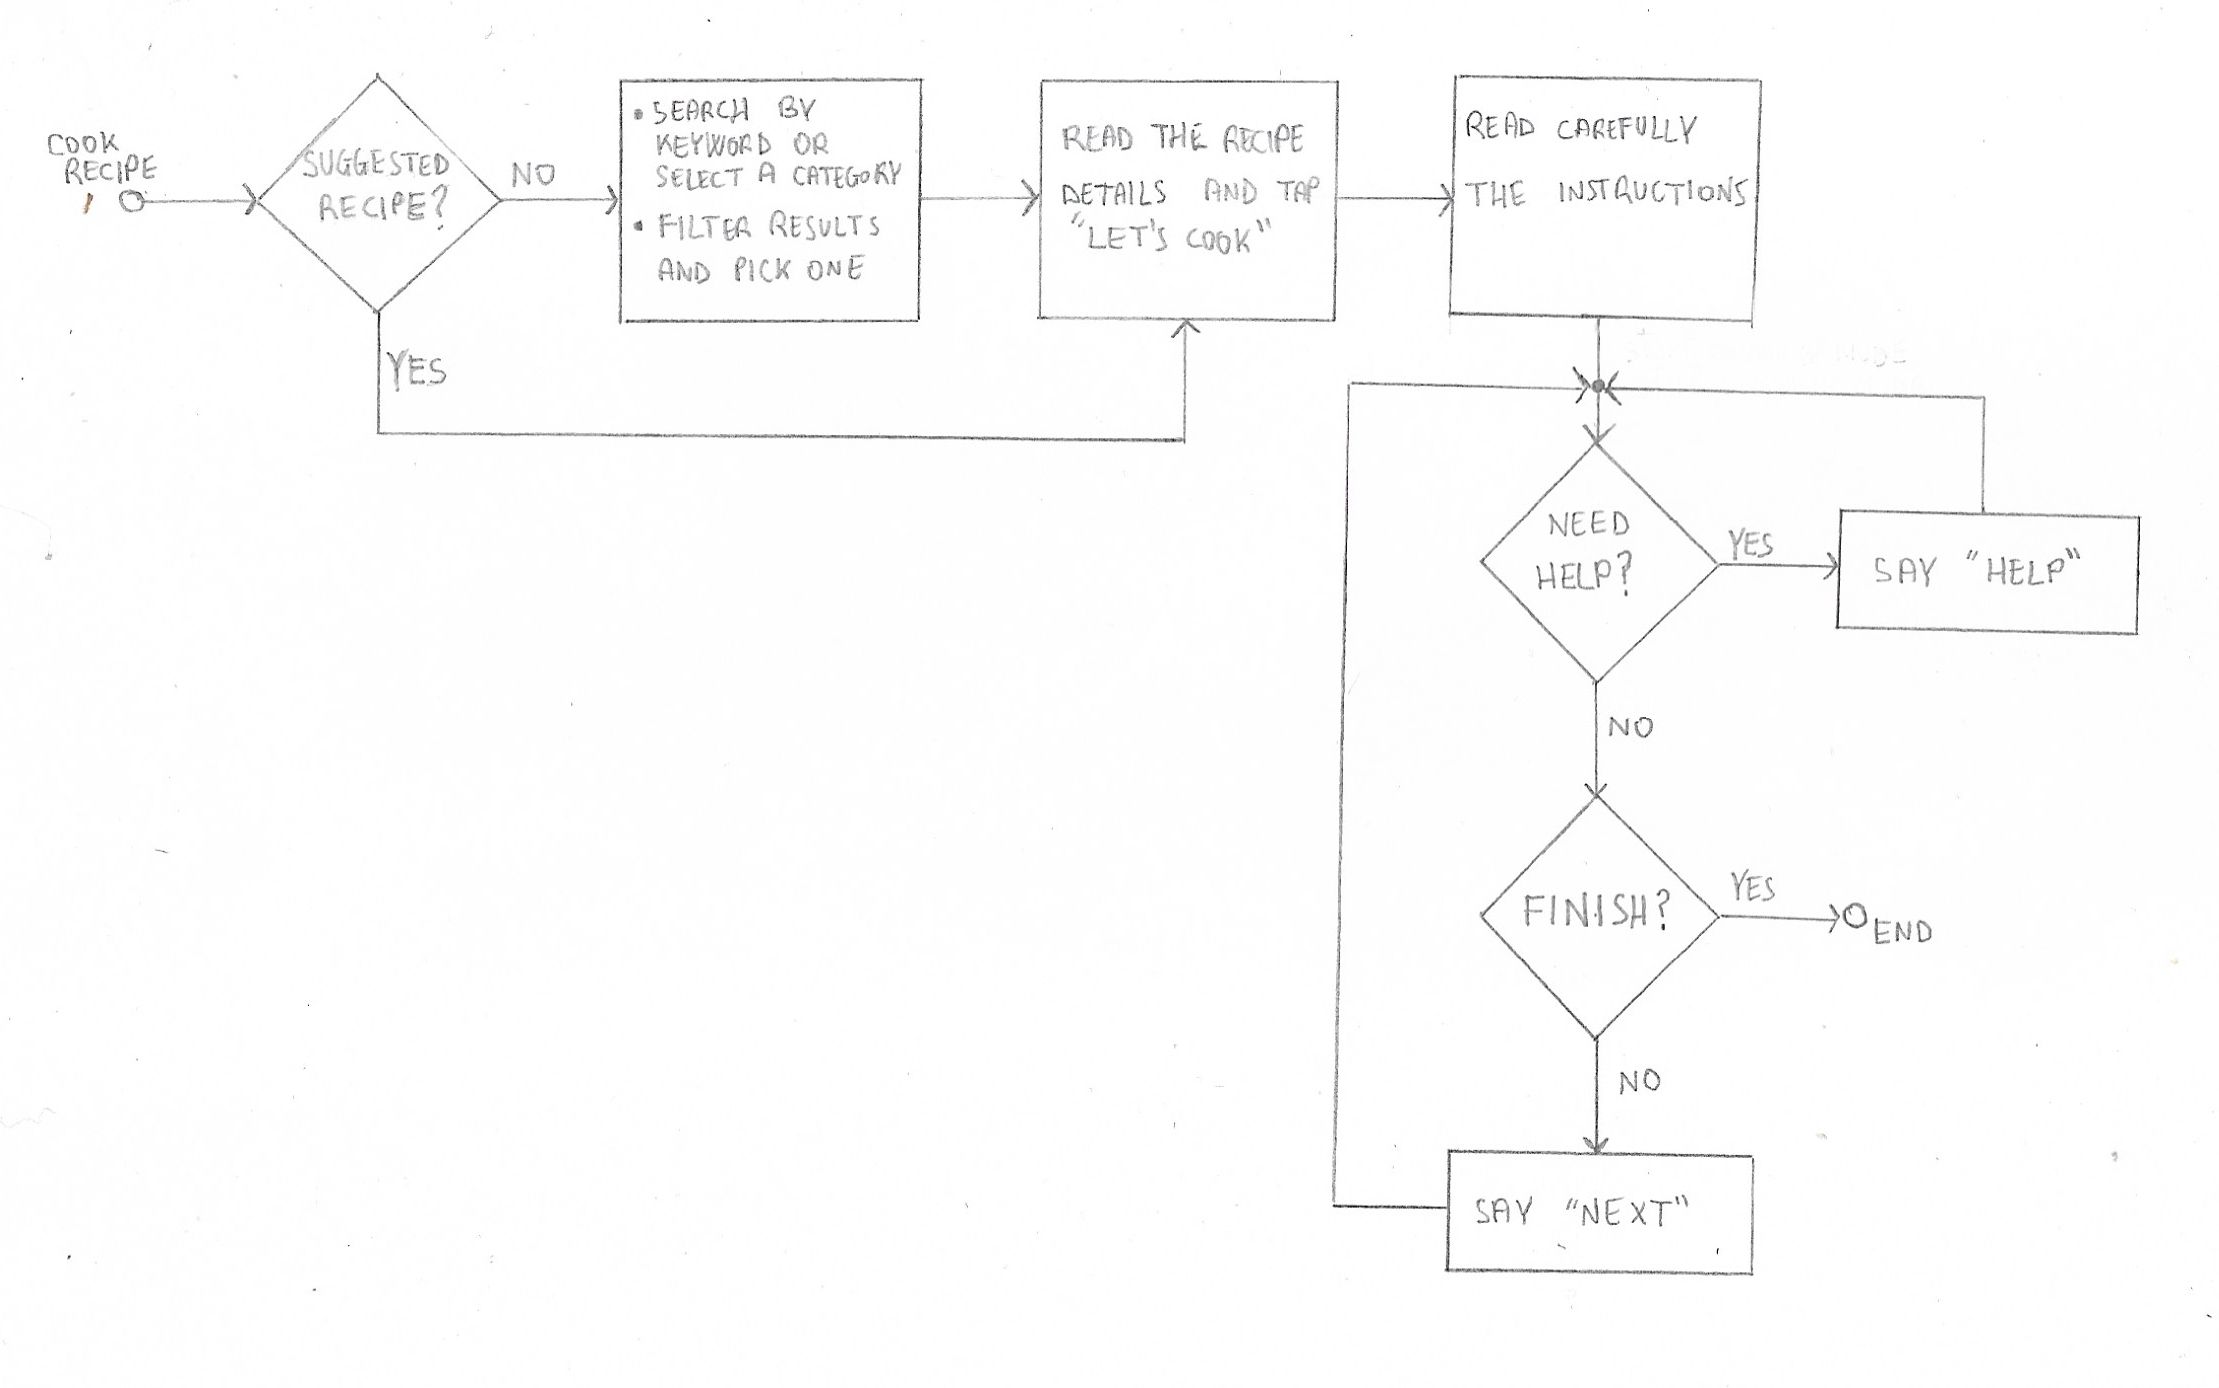 COOK
RECIPE
SUGGESTED
RECIPE?
NO
YES
• SEARCH BY
KEYWORD OR
SELECT A CATEGORY
• FILTER RESULTS
AND PICK ONE
READ THE RECIPE
DETAILS AND TAP
"LET'S COOK"
READ CAREFULLY
THE INSTRUCTIONS
NEED
HELP?
YES
SAY "HELP"
NO
FINISH?
YES
END
NO
SAY "NEXT"